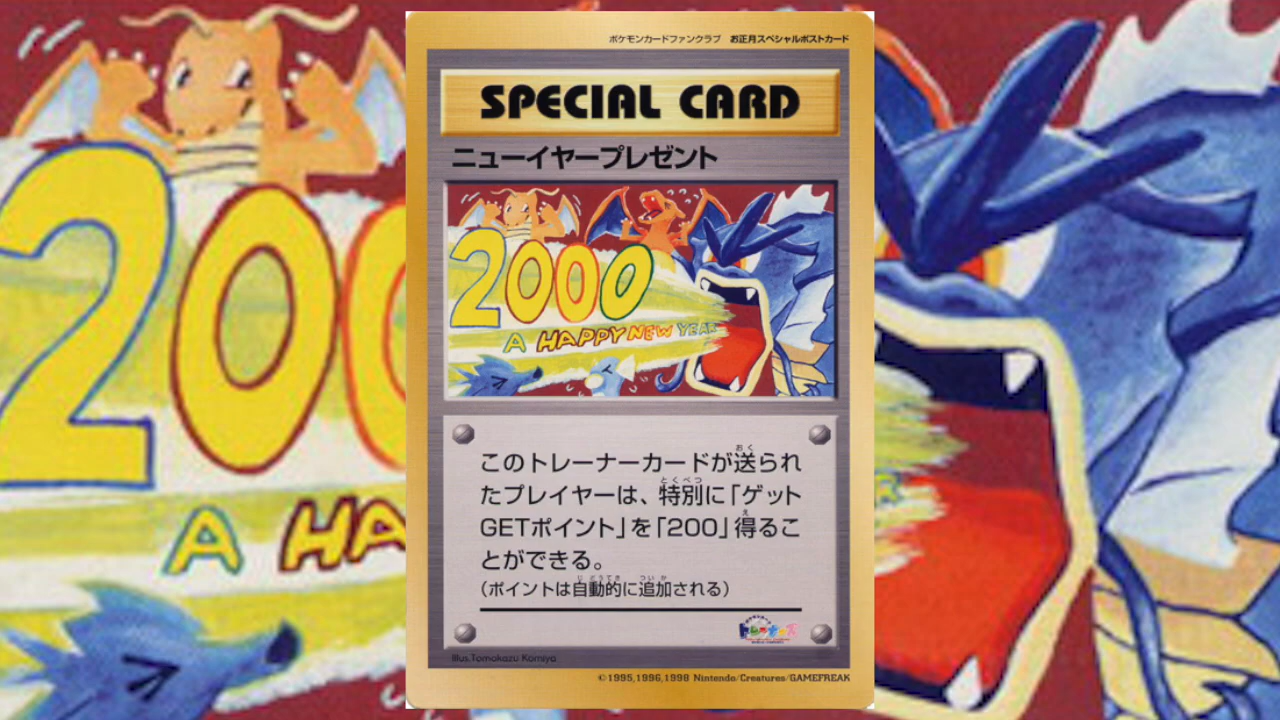 ポケモンカードファンクラブ お正月スペシャルポストカード
SPECIAL CARD
ニューイヤープレゼント
2000
A HAPPY NEW YEAR
このトレーナーカードが送られ
たプレイヤーは、特別に「ゲット
GETポイント」を「200」得るこ
とができる。
(ポイントは自動的に追加される)
Illus.Tomokazu Komiya
©1995,1996,1998 Nintendo/Creatures/GAMEFREAK
200
A HA